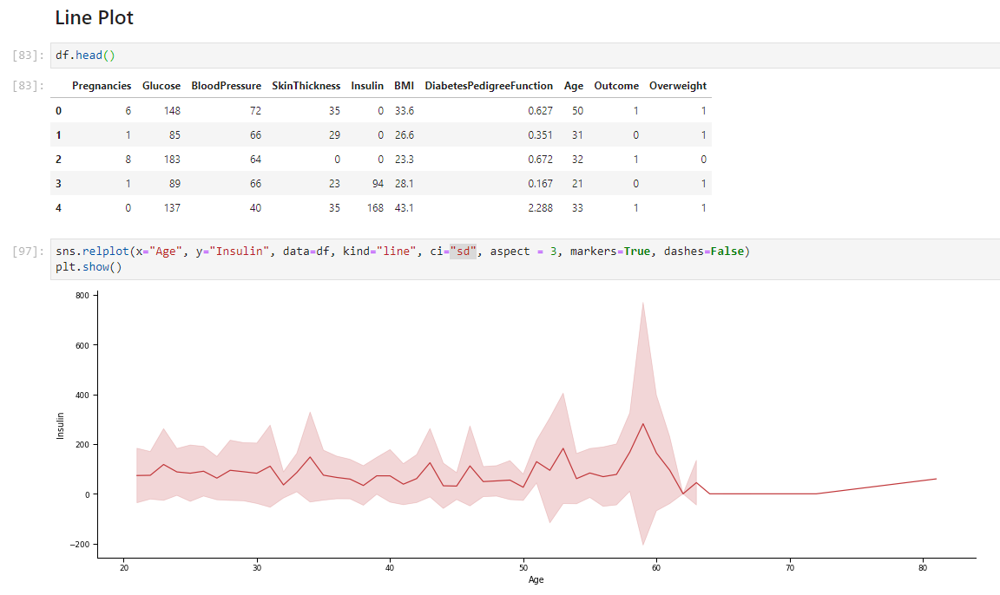 Line Plot
[83]: df.head()
[83]: Pregnancies Glucose BloodPressure SkinThickness Insulin BMI DiabetesPedigreeFunction Age Outcome Overweight
0 6 148 72 35 0 33.6 0.627 50 1 1
1 1 85 66 29 0 26.6 0.351 31 0 1
2 8 183 64 0 0 23.3 0.672 32 1 0
3 1 89 66 23 94 28.1 0.167 21 0 1
4 0 137 40 35 168 43.1 2.288 33 1 1
[97]: sns.relplot(x="Age", y="Insulin", data=df, kind="line", ci="sd", aspect = 3, markers=True, dashes=False)
plt.show()
800
600
400
200
0
−200
Insulin
20 30 40 50 60 70 80
Age